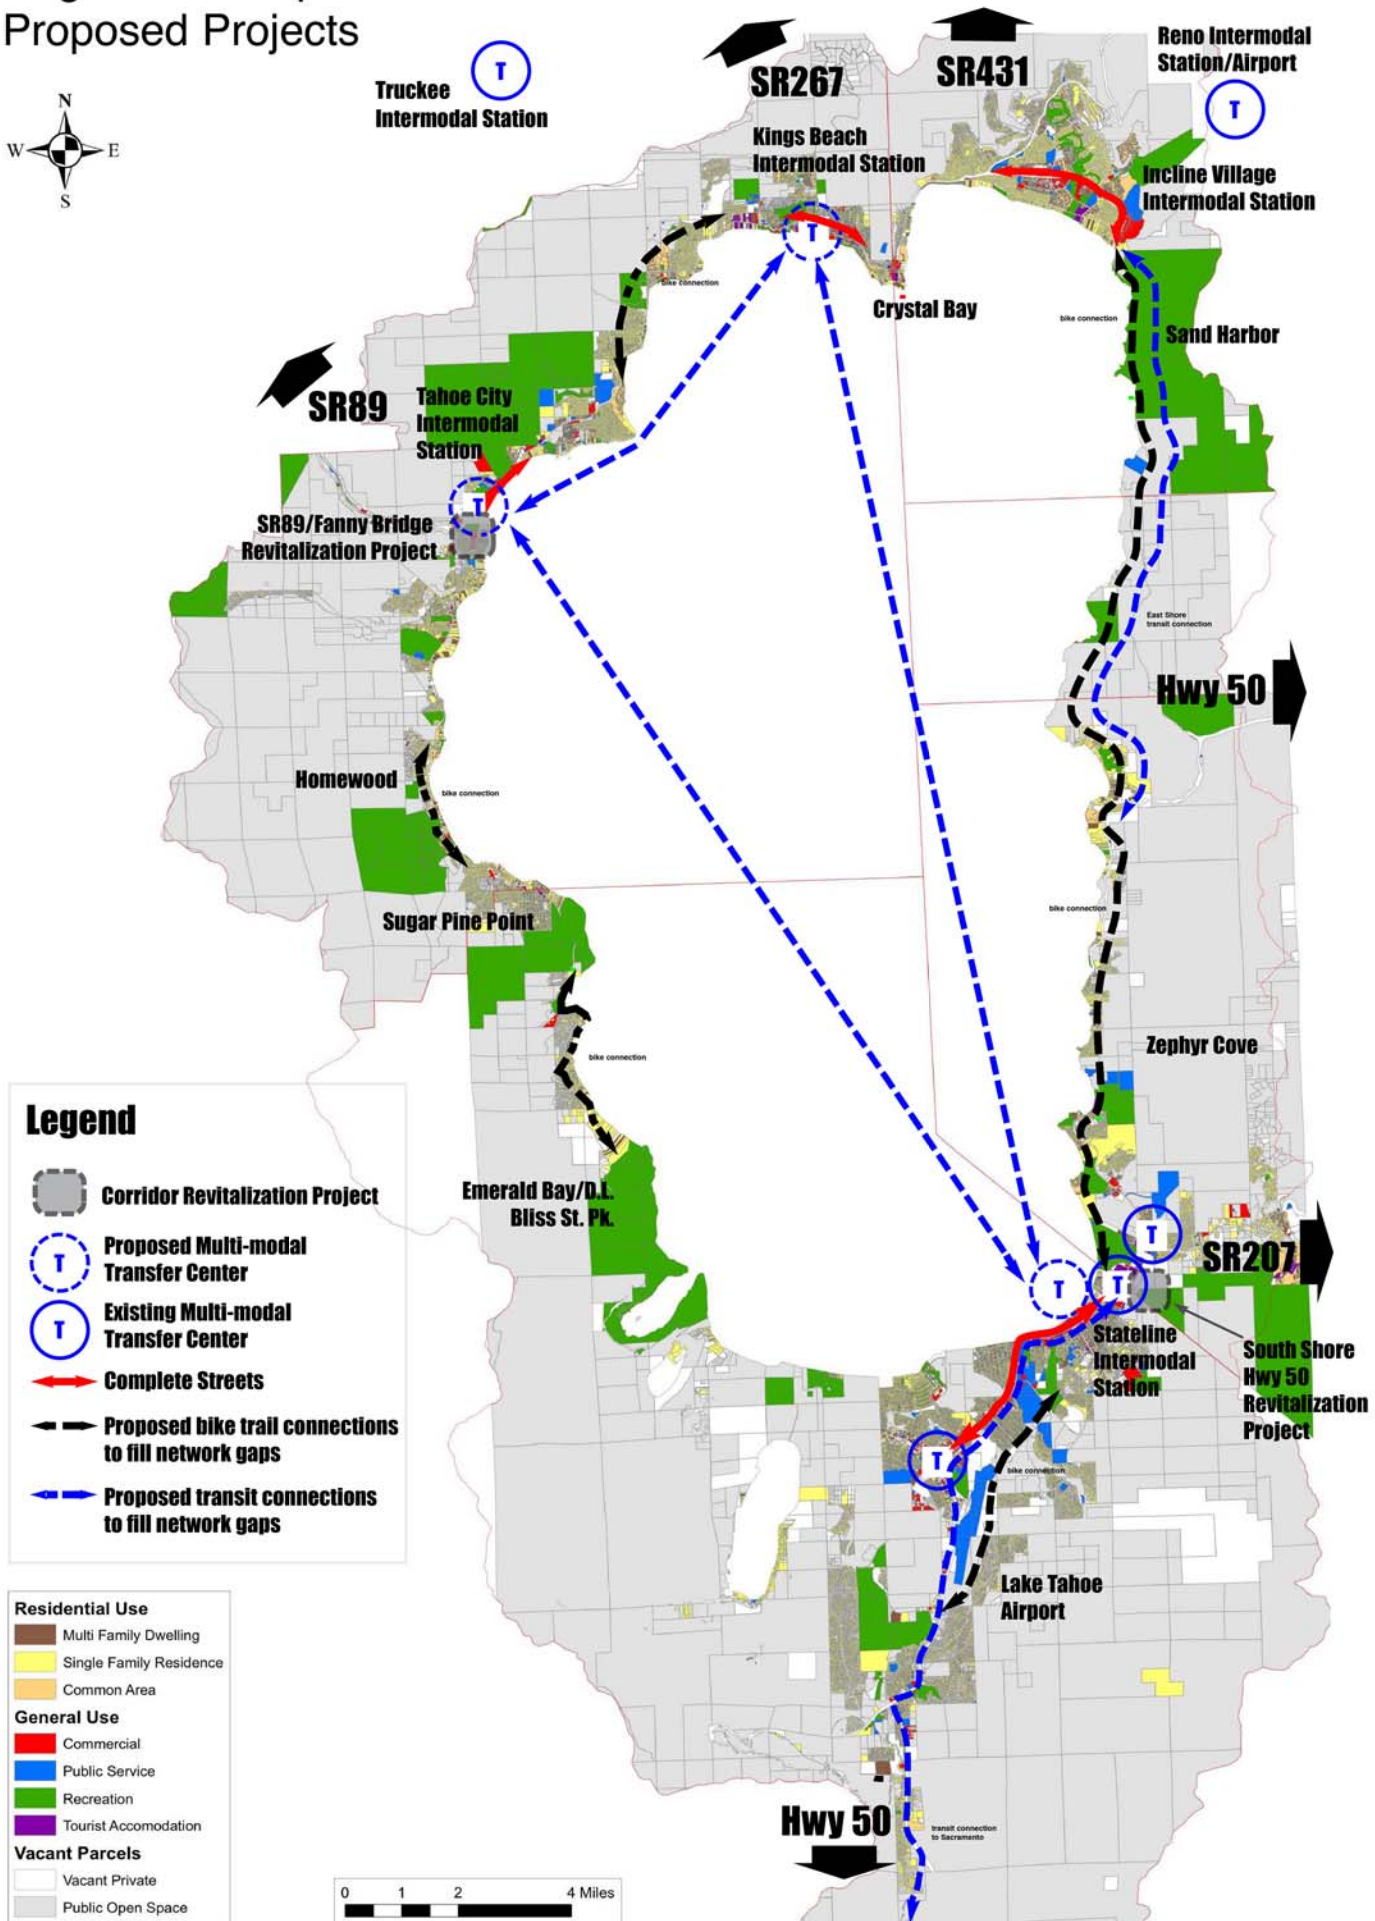 Proposed Projects
N
W
E
S
Truckee
Intermodal Station
T
SR267
SR431
Reno Intermodal
Station/Airport
T
Kings Beach
Intermodal Station
T
Incline Village
Intermodal Station
bike connection
Crystal Bay
bike connection
Sand Harbor
SR89
Tahoe City
Intermodal
Station
T
SR89/Fanny Bridge
Revitalization Project
East Shore
transit connection
Hwy 50
Homewood
bike connection
bike connection
Sugar Pine Point
Zephyr Cove
bike connection
Emerald Bay/D.L.
Bliss St. Pk.
T
SR207
T
T
Stateline
Intermodal
Station
South Shore
Hwy 50
Revitalization
Project
T
bike connection
Lake Tahoe
Airport
Hwy 50
transit connection
to Sacramento
Legend
Corridor Revitalization Project
T
Proposed Multi-modal
Transfer Center
T
Existing Multi-modal
Transfer Center
Complete Streets
Proposed bike trail connections
to fill network gaps
Proposed transit connections
to fill network gaps
Residential Use
Multi Family Dwelling
Single Family Residence
Common Area
General Use
Commercial
Public Service
Recreation
Tourist Accomodation
Vacant Parcels
Vacant Private
Public Open Space
0 1 2 4 Miles